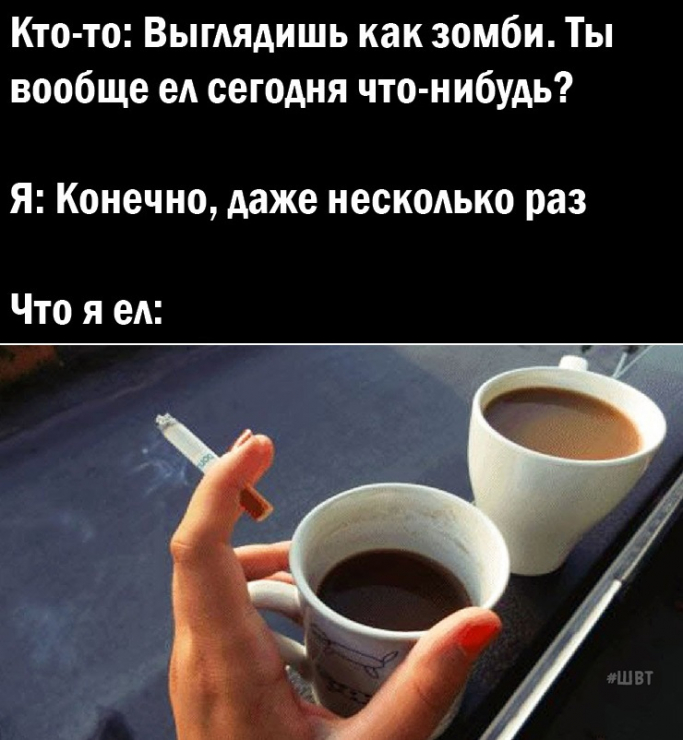 Кто-то: Выглядишь как зомби. Ты
вообще ел сегодня что-нибудь?
Я: Конечно, даже несколько раз
Что я ел:
#ШВТ